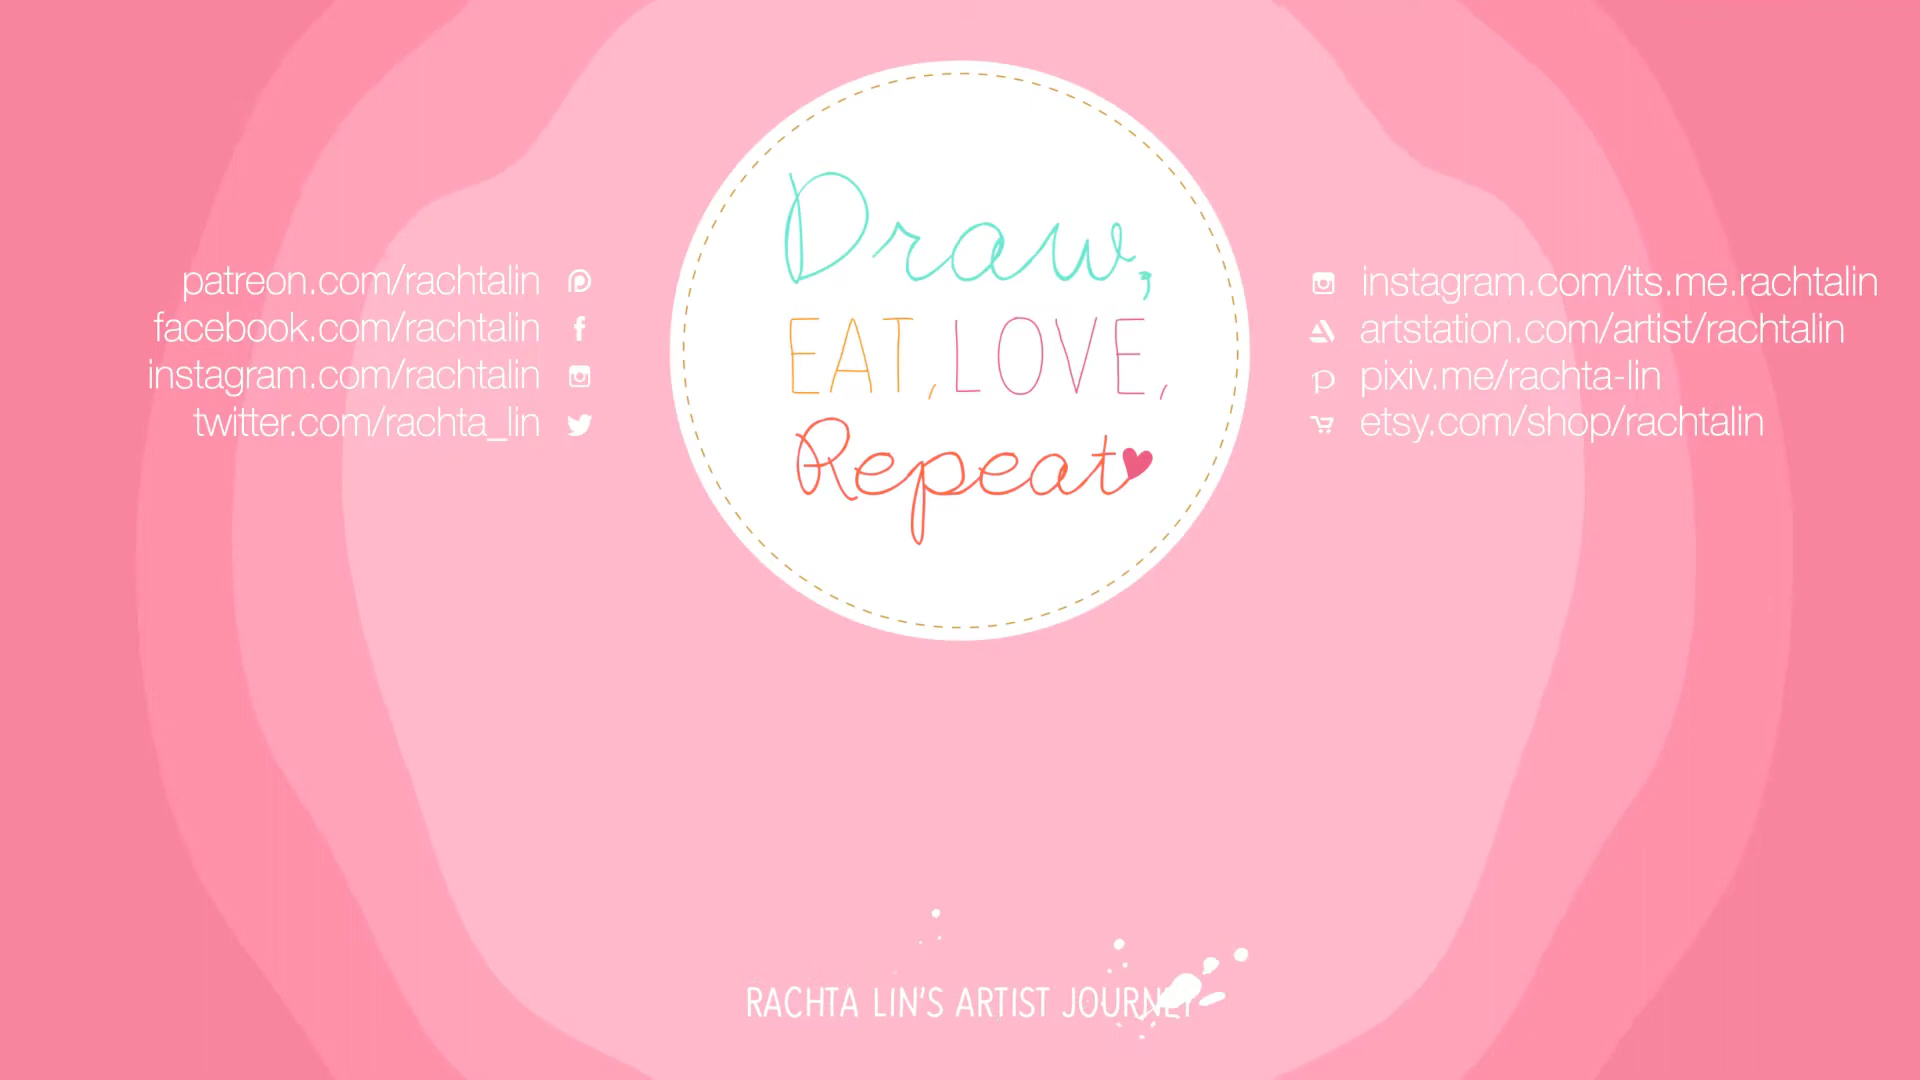 Draw,
EAT, LOVE,
Repeat
patreon.com/rachtalin
facebook.com/rachtalin
instagram.com/rachtalin
twitter.com/rachta_lin
instagram.com/its.me.rachtalin
artstation.com/artist/rachtalin
pixiv.me/rachta-lin
etsy.com/shop/rachtalin
RACHTA LIN'S ARTIST JOURNEY